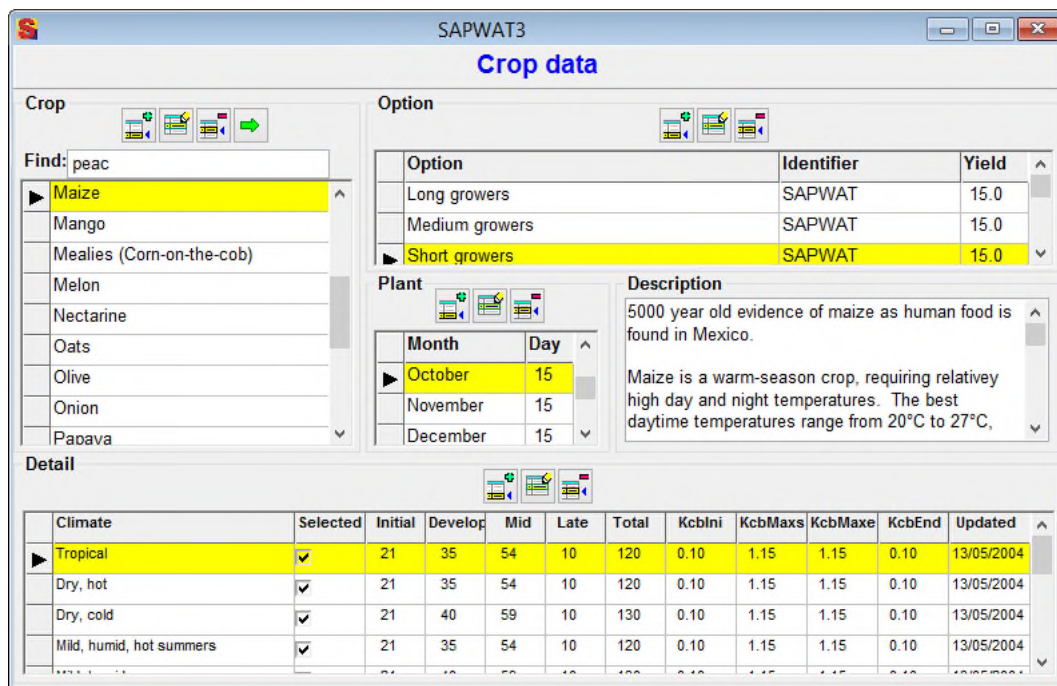 SAPWAT3
Crop data
Crop
Find: peac
Maize
Mango
Mealies (Corn-on-the-cob)
Melon
Nectarine
Oats
Olive
Onion
Papaya
Option
Option Identifier Yield
Long growers SAPWAT 15.0
Medium growers SAPWAT 15.0
Short growers SAPWAT 15.0
Plant
Month Day
October 15
November 15
December 15
Description
5000 year old evidence of maize as human food is
found in Mexico.
Maize is a warm-season crop, requiring relativey
high day and night temperatures. The best
daytime temperatures range from 20°C to 27°C,
Detail
Climate Selected Initial Develop Mid Late Total KcbIni KcbMaxs KcbMaxe KcbEnd Updated
Tropical 21 35 54 10 120 0.10 1.15 1.15 0.10 13/05/2004
Dry, hot 21 35 54 10 120 0.10 1.15 1.15 0.10 13/05/2004
Dry, cold 21 40 59 10 130 0.10 1.15 1.15 0.10 13/05/2004
Mild, humid, hot summers 21 35 54 10 120 0.10 1.15 1.15 0.10 13/05/2004